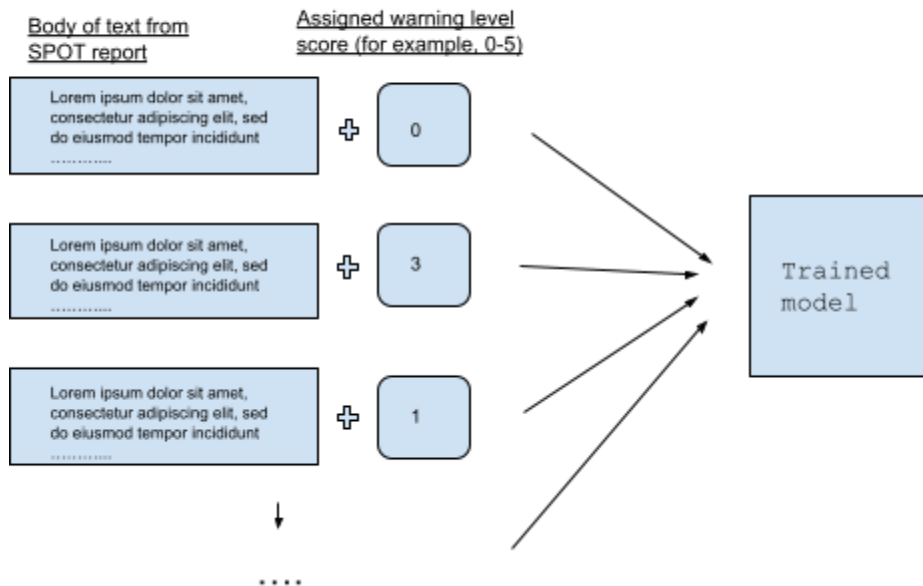 Body of text from
SPOT report
Assigned warning level
score (for example, 0-5)
Lorem ipsum dolor sit amet,
consectetur adipiscing elit, sed
do eiusmod tempor incididunt
............
0
Lorem ipsum dolor sit amet,
consectetur adipiscing elit, sed
do eiusmod tempor incididunt
............
3
Lorem ipsum dolor sit amet,
consectetur adipiscing elit, sed
do eiusmod tempor incididunt
............
1
....
Trained
model